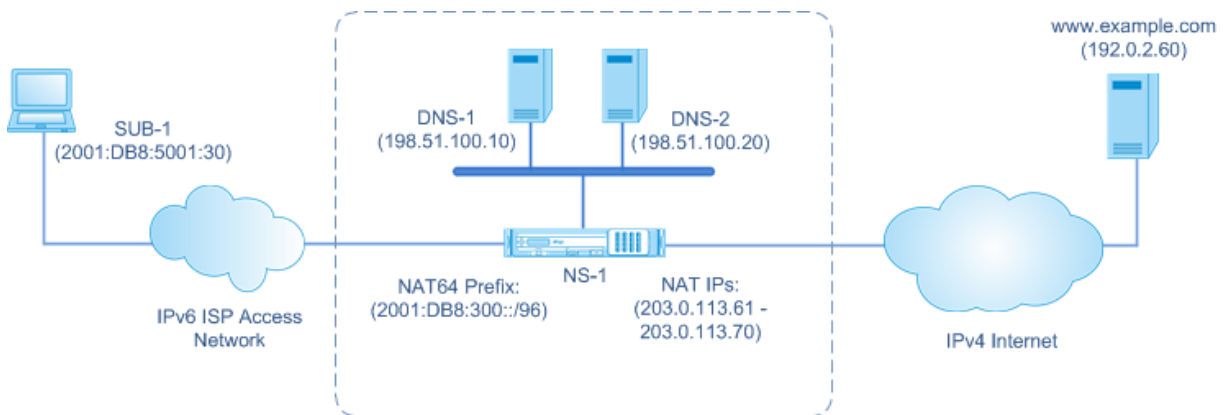 www.example.com
(192.0.2.60)
SUB-1
(2001:DB8:5001:30)
DNS-1
(198.51.100.10)
DNS-2
(198.51.100.20)
NS-1
NAT64 Prefix:
(2001:DB8:300::/96)
NAT IPs:
(203.0.113.61 -
203.0.113.70)
IPv6 ISP Access
Network
IPv4 Internet